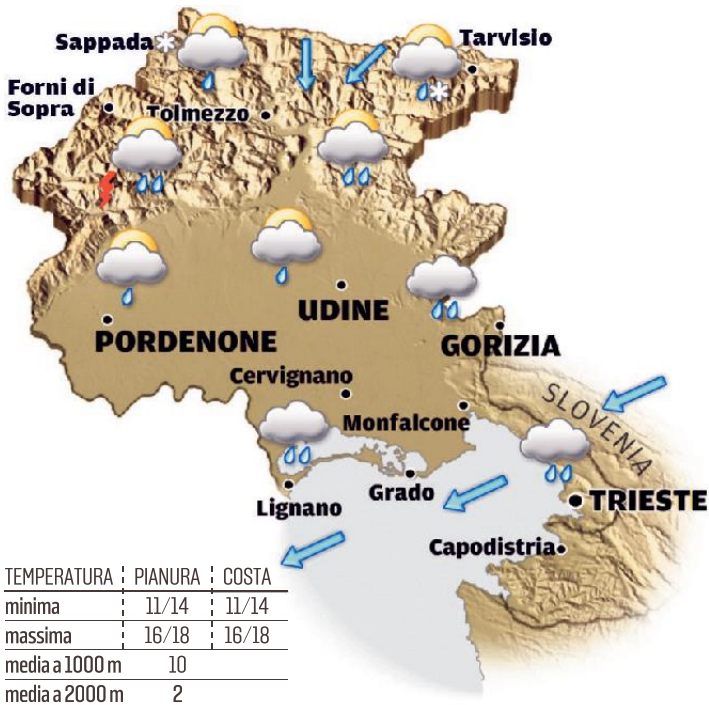 Sappada
Tarvisio
Forni di
Sopra
Tolmezzo
UDINE
PORDENONE
GORIZIA
Cervignano
SLOVENIA
Monfalcone
Lignano
Grado
TRIESTE
Capodistria
TEMPERATURA PIANURA COSTA
minima 11/14 11/14
massima 16/18 16/18
media a 1000 m 10
media a 2000 m 2